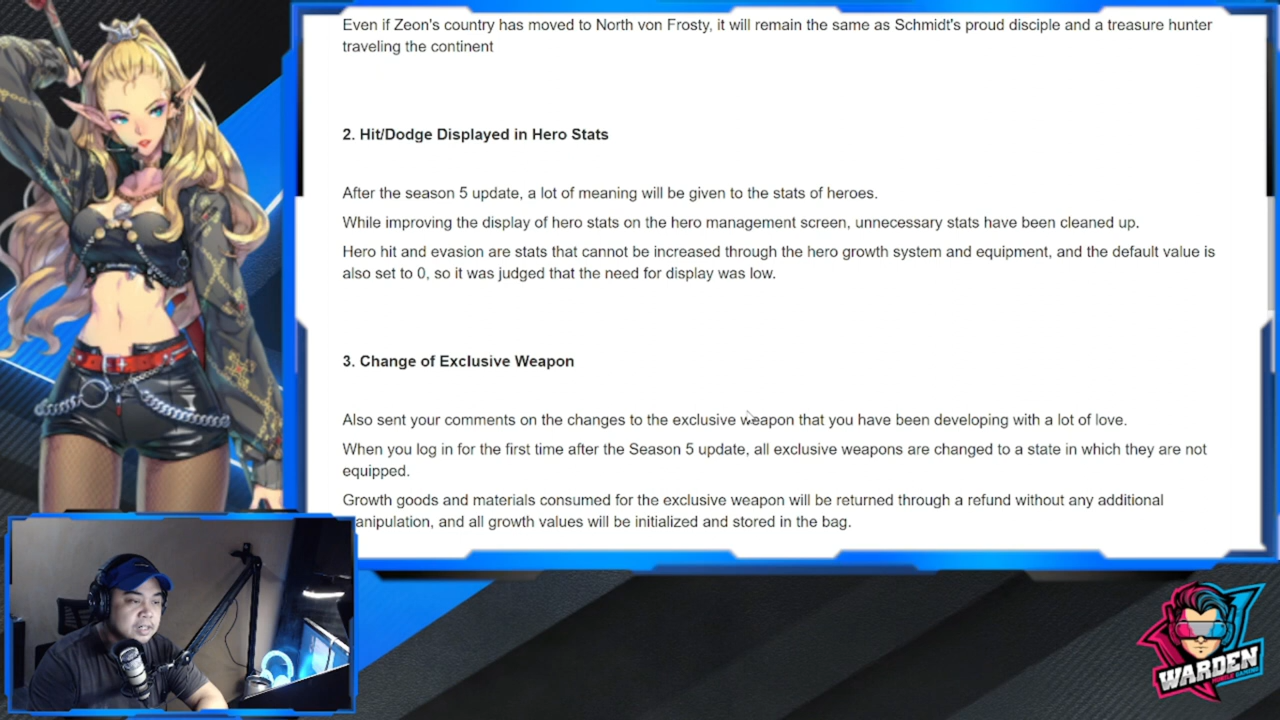 Even if Zeon's country has moved to North von Frosty, it will remain the same as Schmidt's proud disciple and a treasure hunter
traveling the continent
2. Hit/Dodge Displayed in Hero Stats
After the season 5 update, a lot of meaning will be given to the stats of heroes.
While improving the display of hero stats on the hero management screen, unnecessary stats have been cleaned up.
Hero hit and evasion are stats that cannot be increased through the hero growth system and equipment, and the default value is
also set to 0, so it was judged that the need for display was low.
3. Change of Exclusive Weapon
Also sent your comments on the changes to the exclusive weapon that you have been developing with a lot of love.
When you log in for the first time after the Season 5 update, all exclusive weapons are changed to a state in which they are not
equipped.
Growth goods and materials consumed for the exclusive weapon will be returned through a refund without any additional
anipulation, and all growth values will be initialized and stored in the bag.
WARDEN
MOBILE GAMING